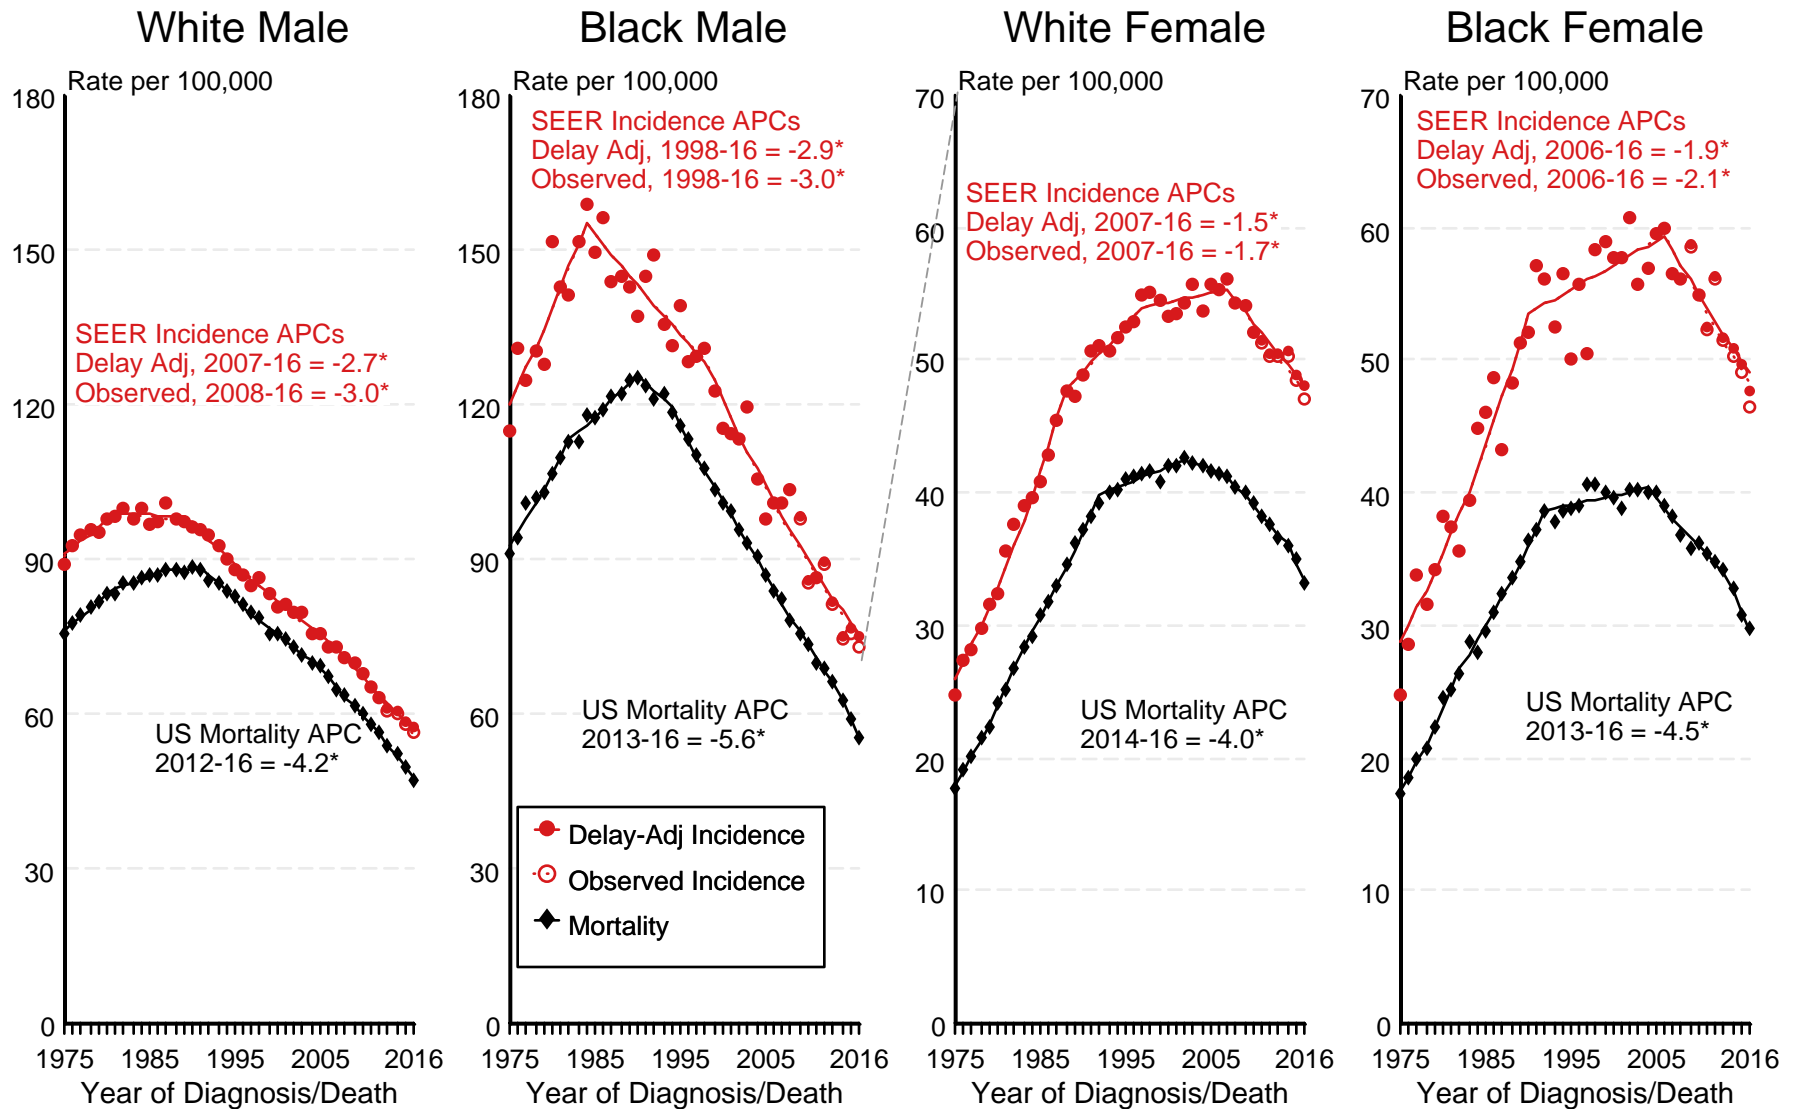 White Male
Rate per 100,000
180
150
120
90
60
30
0
SEER Incidence APCs
Delay Adj, 2007-16 = -2.7*
Observed, 2008-16 = -3.0*
US Mortality APC
2012-16 = -4.2*
1975 1985 1995 2005 2016
Year of Diagnosis/Death
Black Male
Rate per 100,000
180
150
120
90
60
30
0
SEER Incidence APCs
Delay Adj, 1998-16 = -2.9*
Observed, 1998-16 = -3.0*
US Mortality APC
2013-16 = -5.6*
Delay-Adj Incidence
Observed Incidence
Mortality
1975 1985 1995 2005 2016
Year of Diagnosis/Death
White Female
Rate per 100,000
70
60
50
40
30
20
10
0
SEER Incidence APCs
Delay Adj, 2007-16 = -1.5*
Observed, 2007-16 = -1.7*
US Mortality APC
2014-16 = -4.0*
1975 1985 1995 2005 2016
Year of Diagnosis/Death
Black Female
Rate per 100,000
70
60
50
40
30
20
10
0
SEER Incidence APCs
Delay Adj, 2006-16 = -1.9*
Observed, 2006-16 = -2.1*
US Mortality APC
2013-16 = -4.5*
1975 1985 1995 2005 2016
Year of Diagnosis/Death